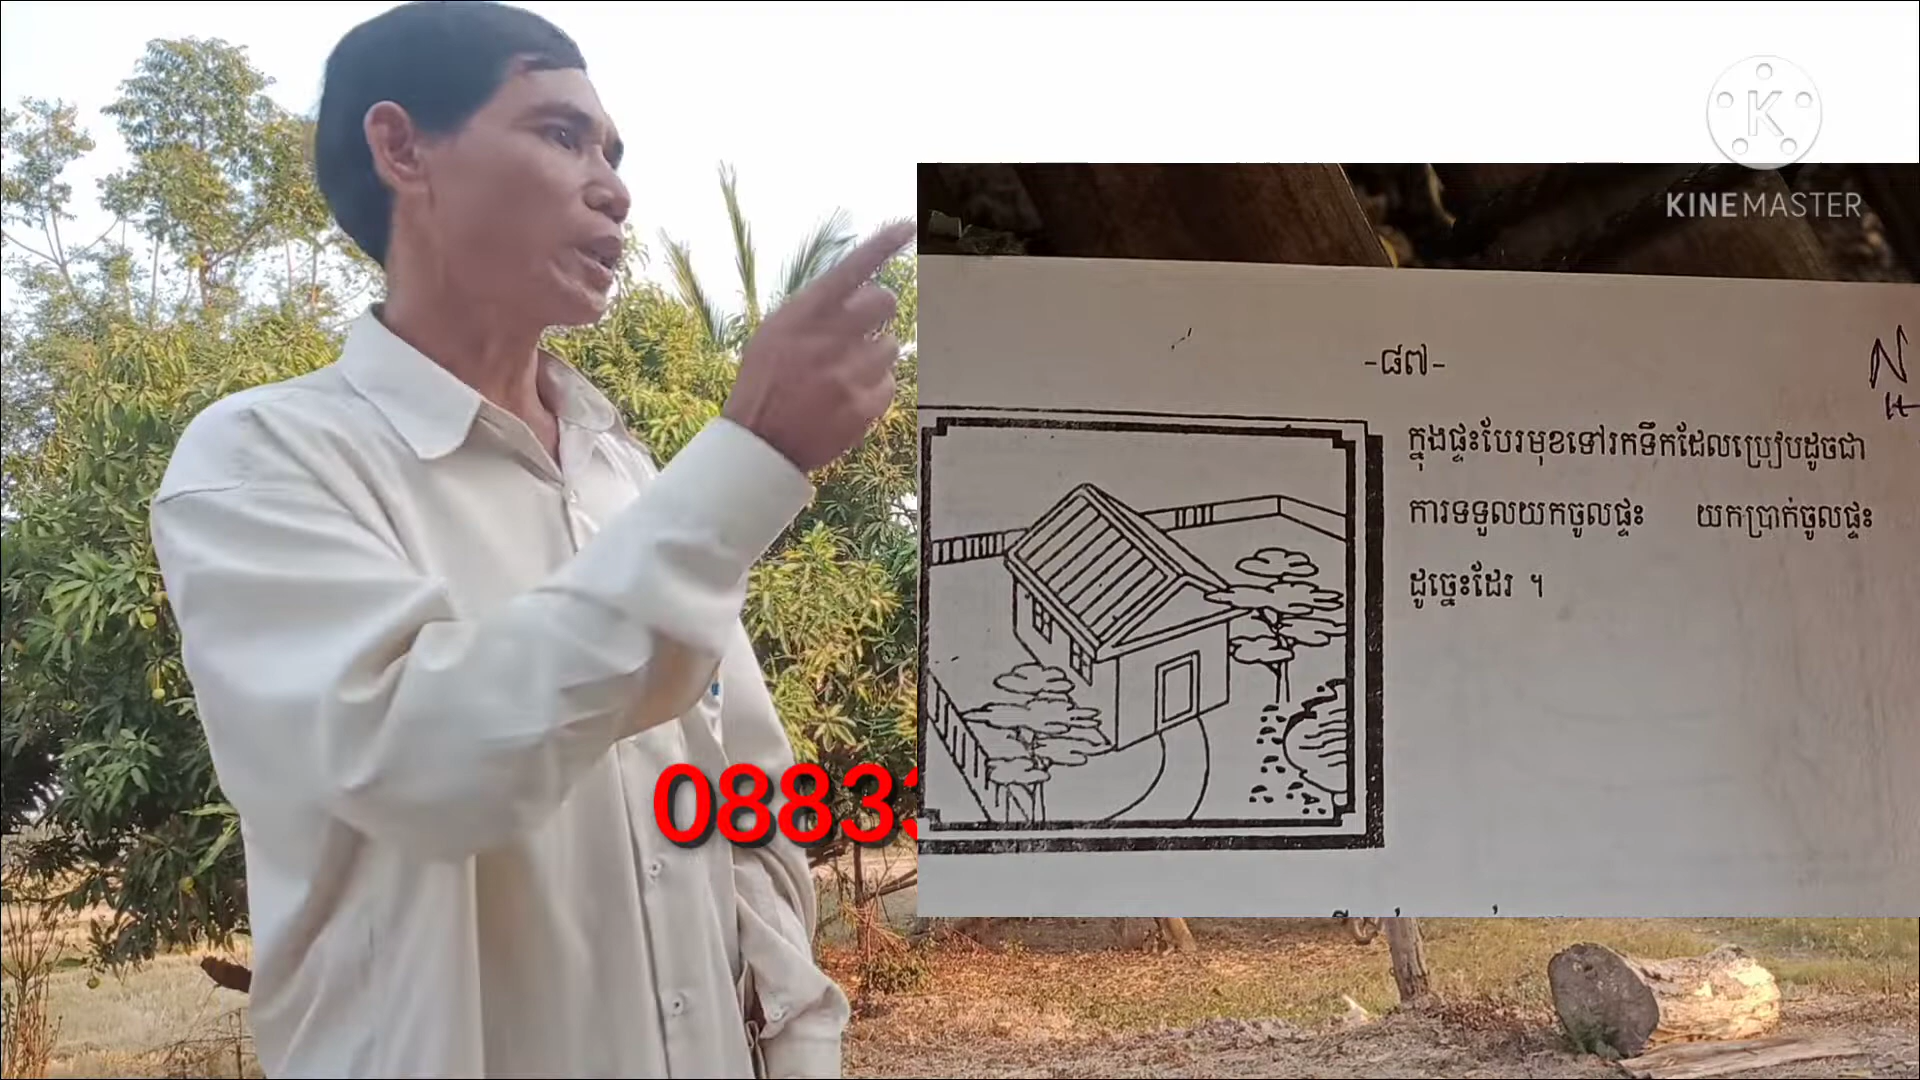 KINEMASTER
-៨៧-
N
ក្នុងផ្ទះបែរមុខទៅរកទឹកដែលប្រៀបដូចជា
ការទទួលយកចូលផ្ទះ យកប្រាក់ចូលផ្ទះ
ដូច្នេះដែរ ។
0883